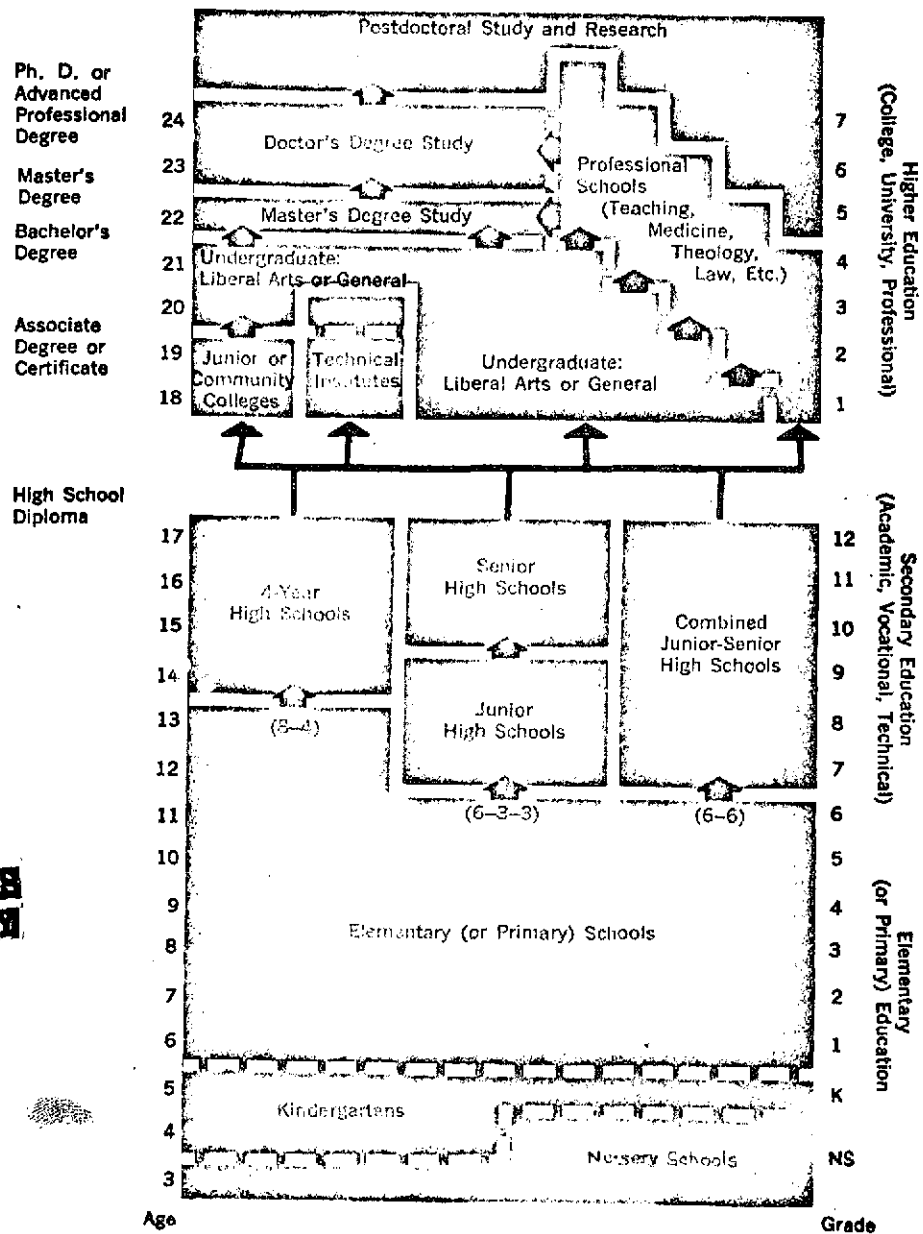 Postdoctoral Study and Research
Ph. D. or
Advanced
Professional
Degree
24
23
Doctor's Degree Study
Professional
Schools
(Teaching,
Medicine,
Theology,
Law, Etc.)
7
6
Master's
Degree
22
Master's Degree Study
5
Bachelor's
Degree
21
20
Undergraduate:
Liberal Arts or General
4
3
Associate
Degree or
Certificate
19
18
Junior or
Community
Colleges
Technical
Institutes
Undergraduate:
Liberal Arts or General
2
1
Higher Education
(College, University, Professional)
High School
Diploma
17
16
15
14
13
12
11
10
9
8
7
6
5
4
3
Age
4-Year
High Schools
(8–4)
Senior
High Schools
Junior
High Schools
(6–3–3)
Combined
Junior-Senior
High Schools
(6–6)
Elementary (or Primary) Schools
Kindergartens
Nursery Schools
12
11
10
9
8
7
6
5
4
3
2
1
K
NS
Grade
Secondary Education
(Academic, Vocational, Technical)
Elementary
(or Primary) Education